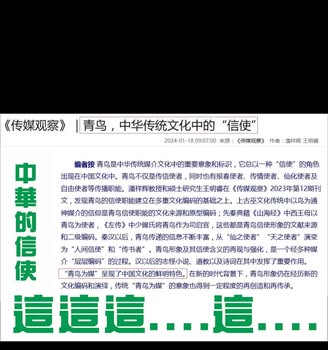 《传媒观察》 | 青鸟，中华传统文化中的“信使”
2024-01-18 09:07:00 来源：《传媒观察》 作者：潘祥辉 王明睿
中華的信使
编者按 青鸟是中华传统媒介文化中的重要意象和标识，它总以一种“信使”的角色
出现在中国文化中。青鸟不仅是传信使者，同时也有报春使者、传情使者、仙化使者及
自由使者等传播职能。潘祥辉教授和硕士研究生王明睿在《传媒观察》2023年第12期刊
文，发现青鸟的信使职能建立在多重文化编码的基础之上。上古巫文化传统中以鸟为通
神媒介的信仰是青鸟信使职能的文化来源和原型编码；先秦典籍《山海经》中西王母以
青鸟为使者，《左传》中少皞氏将青鸟作为司启官，这些都是青鸟信使形象的文献来源
和二级编码。秦汉以后，青鸟传递的信息不断丰富，从“仙之使者”“天之使者”演变
为“人间信使”和“传书者”。青鸟形象及其信使含义的再现与强化，是一个经多种媒
介“层层编码”的过程。汉以后的志怪小说、道教以及诗词在其中发挥了重要作用。
“青鸟为媒”呈现了中国文化的鲜明特色。在新的时代背景下，青鸟形象仍在经历新的
文化编码和演绎，传统“青鸟为媒”的意象也得到一定程度的再创造和再传承。
這這這....這....